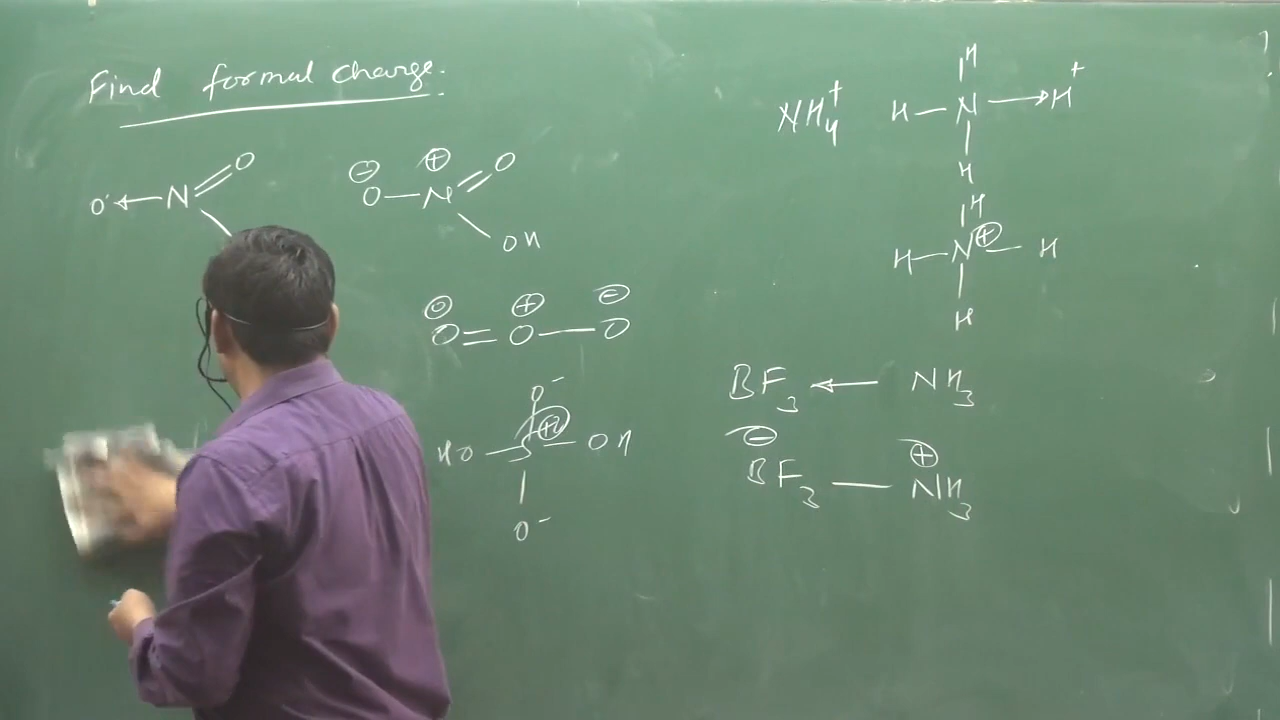 Find formal charge.
O ← N = O
⊖ ⊕
O — N = O
OH
⊖ ⊕ ⊖
O = O — O
O⁻
HO — S — OH
O⁻
NH₄⁺
H
H — N → H⁺
H
H
H — N⊕ — H
H
BF₃ ← NH₃
⊖ ⊕
BF₃ — NH₃